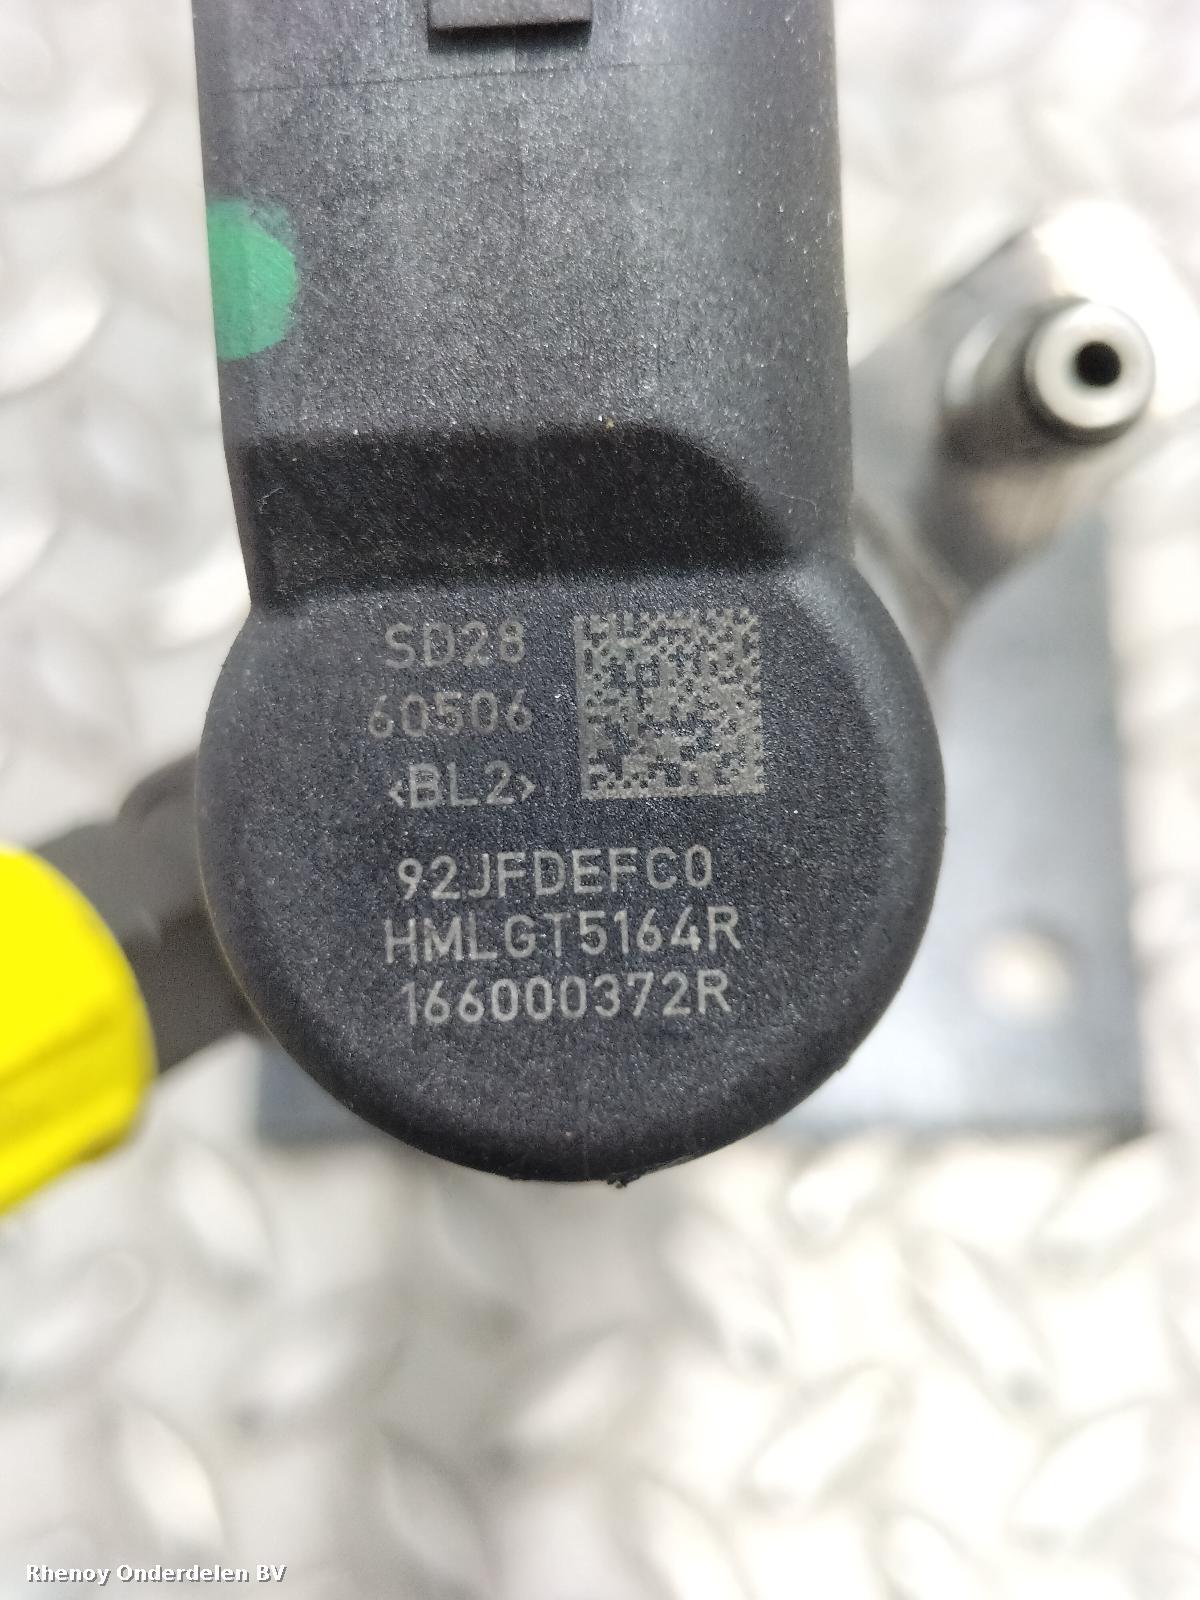 SD28
60506
<BL2>
92JFDEFC0
HMLGT5164R
166000372R
Rhenoy Onderdelen BV